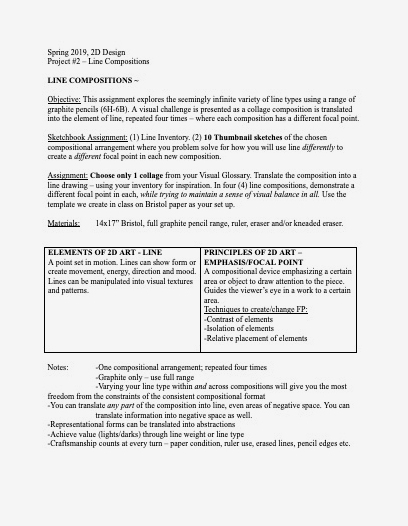 Spring 2019, 2D Design
Project #2 – Line Compositions
LINE COMPOSITIONS ~
Objective: This assignment explores the seemingly infinite variety of line types using a range of
graphite pencils (6H-6B). A visual challenge is presented as a collage composition is translated
into the element of line, repeated four times – where each composition has a different focal point.
Sketchbook Assignment: (1) Line Inventory. (2) 10 Thumbnail sketches of the chosen
compositional arrangement where you problem solve for how you will use line differently to
create a different focal point in each new composition.
Assignment: Choose only 1 collage from your Visual Glossary. Translate the composition into a
line drawing – using your inventory for inspiration. In four (4) line compositions, demonstrate a
different focal point in each, while trying to maintain a sense of visual balance in all. Use the
template we create in class on Bristol paper as your set up.
Materials: 14x17” Bristol, full graphite pencil range, ruler, eraser and/or kneaded eraser.
ELEMENTS OF 2D ART - LINE
A point set in motion. Lines can show form or
create movement, energy, direction and mood.
Lines can be manipulated into visual textures
and patterns.
PRINCIPLES OF 2D ART –
EMPHASIS/FOCAL POINT
A compositional device emphasizing a certain
area or object to draw attention to the piece.
Guides the viewer's eye in a work to a certain
area.
Techniques to create/change FP:
-Contrast of elements
-Isolation of elements
-Relative placement of elements
Notes: -One compositional arrangement; repeated four times
-Graphite only – use full range
-Varying your line type within and across compositions will give you the most
freedom from the constraints of the consistent compositional format
-You can translate any part of the composition into line, even areas of negative space. You can
translate information into negative space as well.
-Representational forms can be translated into abstractions
-Achieve value (lights/darks) through line weight or line type
-Craftsmanship counts at every turn – paper condition, ruler use, erased lines, pencil edges etc.